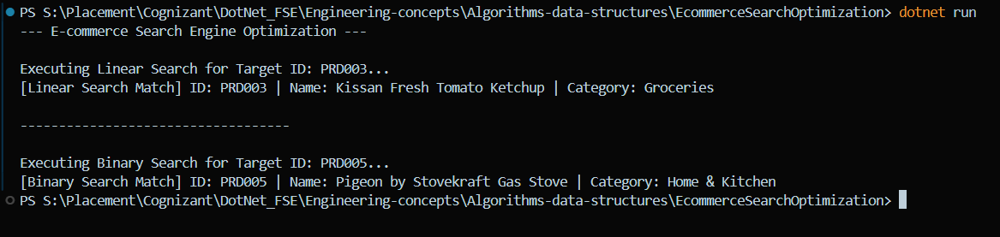 PS S:\Placement\Cognizant\DotNet_FSE\Engineering-concepts\Algorithms-data-structures\EcommerceSearchOptimization> dotnet run
--- E-commerce Search Engine Optimization ---
Executing Linear Search for Target ID: PRD003...
[Linear Search Match] ID: PRD003 | Name: Kissan Fresh Tomato Ketchup | Category: Groceries
-----------------------------------
Executing Binary Search for Target ID: PRD005...
[Binary Search Match] ID: PRD005 | Name: Pigeon by Stovekraft Gas Stove | Category: Home & Kitchen
PS S:\Placement\Cognizant\DotNet_FSE\Engineering-concepts\Algorithms-data-structures\EcommerceSearchOptimization>